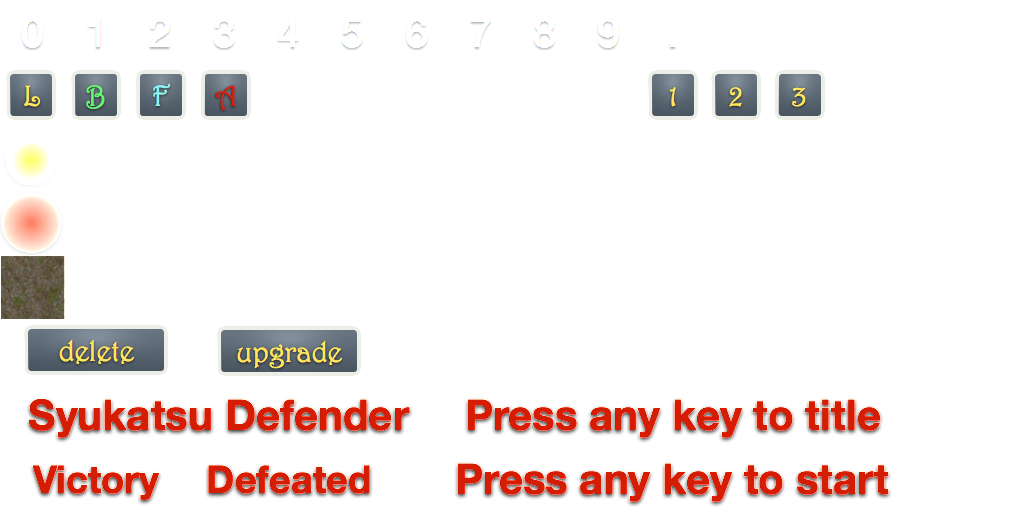 0 1 2 3 4 5 6 7 8 9 .
L B F A 1 2 3
delete upgrade
Syukatsu Defender Press any key to title
Victory Defeated Press any key to start